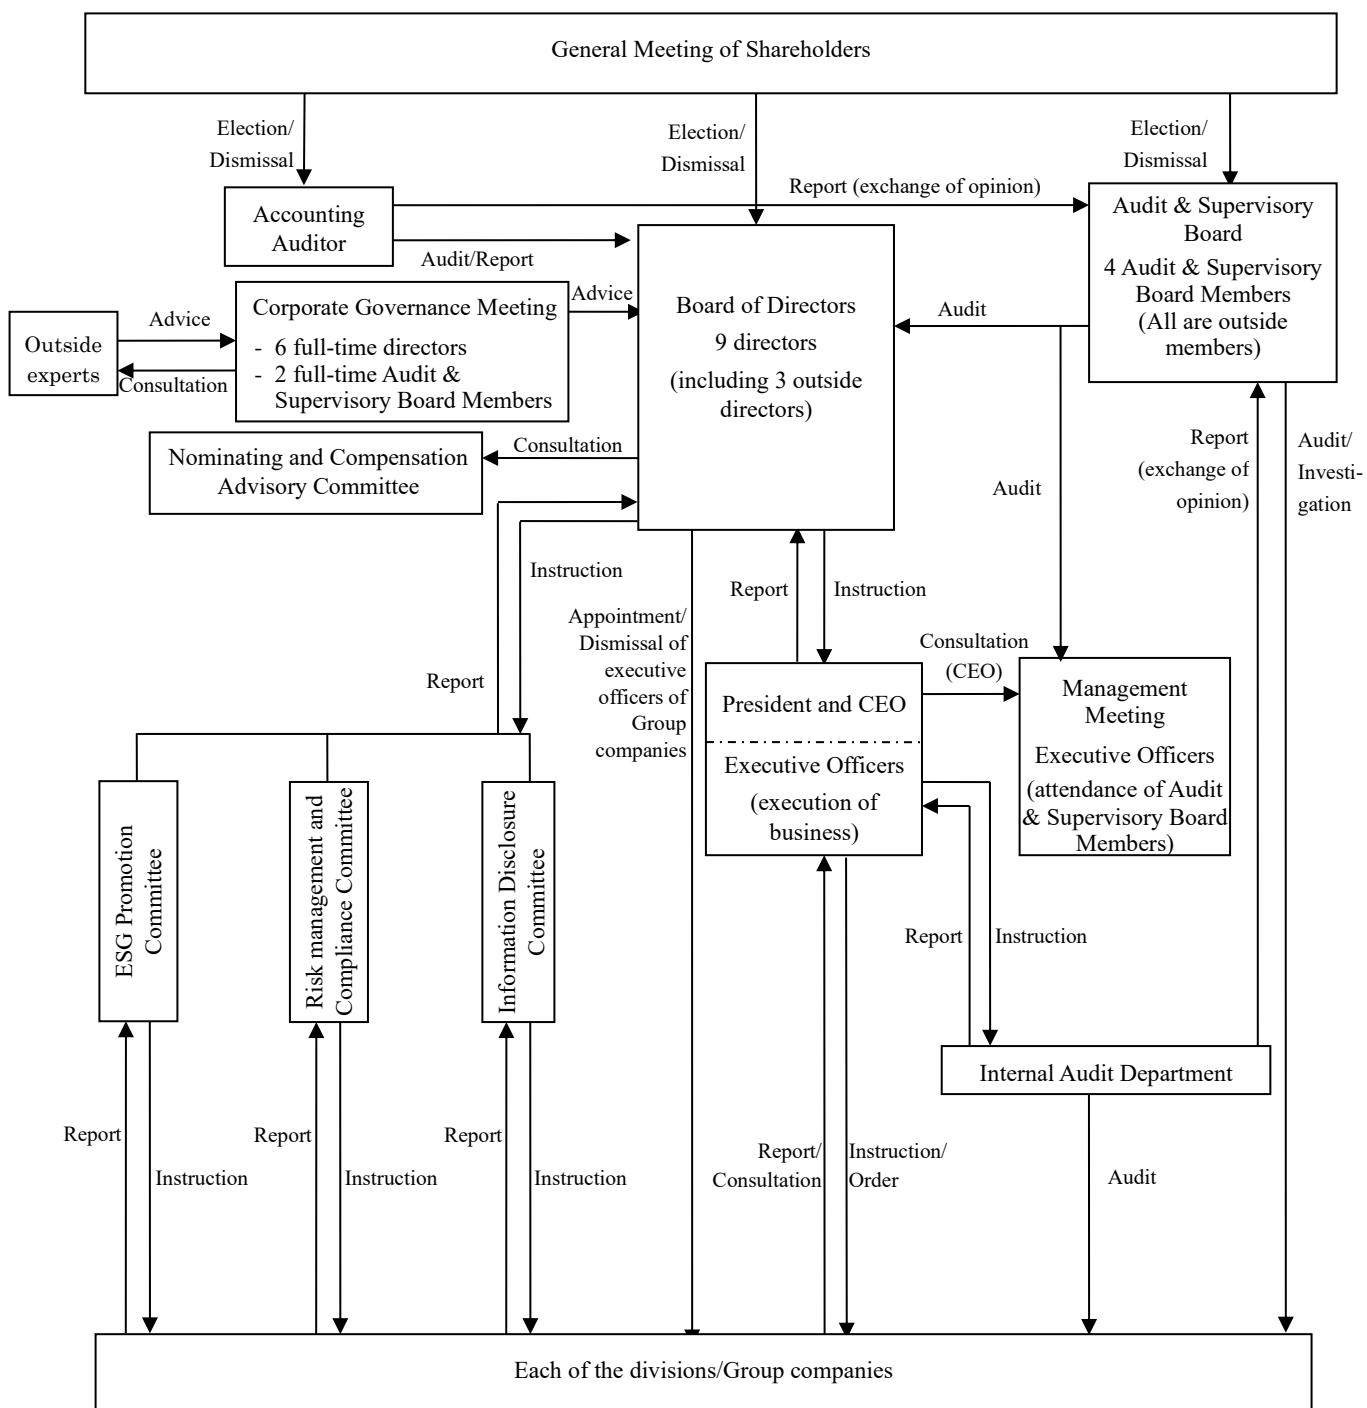 General Meeting of Shareholders
Election/
Dismissal
Election/
Dismissal
Election/
Dismissal
Report (exchange of opinion)
Accounting
Auditor
Audit/Report
Audit & Supervisory
Board
4 Audit & Supervisory
Board Members
(All are outside
members)
Board of Directors
9 directors
(including 3 outside
directors)
Audit
Advice
Corporate Governance Meeting
- 6 full-time directors
- 2 full-time Audit &
Supervisory Board Members
Advice
Consultation
Outside
experts
Nominating and Compensation
Advisory Committee
Consultation
Report
(exchange of
opinion)
Audit/
Investi-
gation
Audit
Instruction
Report
Appointment/
Dismissal of
executive
officers of
Group
companies
Report
Instruction
Consultation
(CEO)
President and CEO
Executive Officers
(execution of
business)
Management
Meeting
Executive Officers
(attendance of Audit
& Supervisory Board
Members)
ESG Promotion
Committee
Risk management and
Compliance Committee
Information Disclosure
Committee
Report
Instruction
Internal Audit Department
Report
Instruction
Report
Instruction
Report
Instruction
Report/
Consultation
Instruction/
Order
Audit
Each of the divisions/Group companies